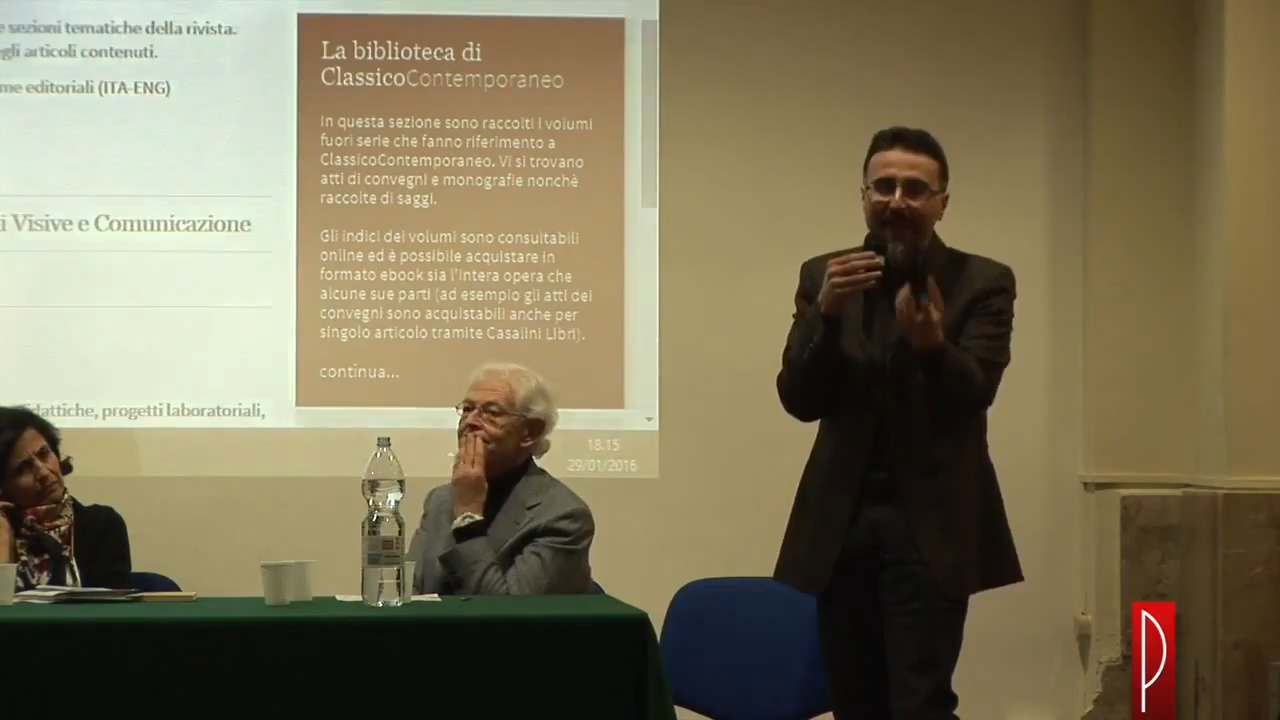 e sezioni tematiche della rivista.
egli articoli contenuti.
me editoriali (ITA-ENG)
i Visive e Comunicazione
dattiche, progetti laboratoriali,
La biblioteca di
ClassicoContemporaneo
In questa sezione sono raccolti i volumi
fuori serie che fanno riferimento a
ClassicoContemporaneo. Vi si trovano
atti di convegni e monografie nonchè
raccolte di saggi.
Gli indici dei volumi sono consultabili
online ed è possibile acquistare in
formato ebook sia l'intera opera che
alcune sue parti (ad esempio gli atti dei
convegni sono acquistabili anche per
singolo articolo tramite Casalini Libri).
continua...
18.15
29/01/2016
P